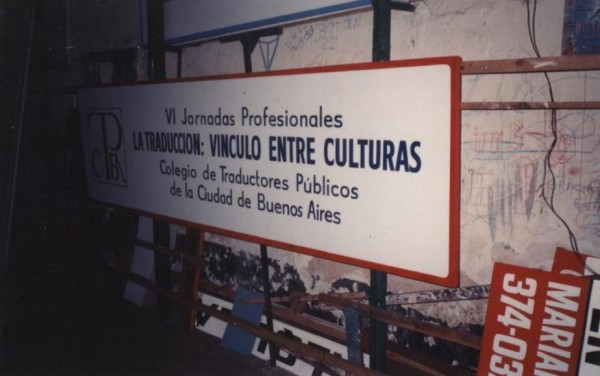 VI Jornadas Profesionales
LA TRADUCCION: VINCULO ENTRE CULTURAS
Colegio de Traductores Públicos
de la Ciudad de Buenos Aires
374-03
MARIA
EN